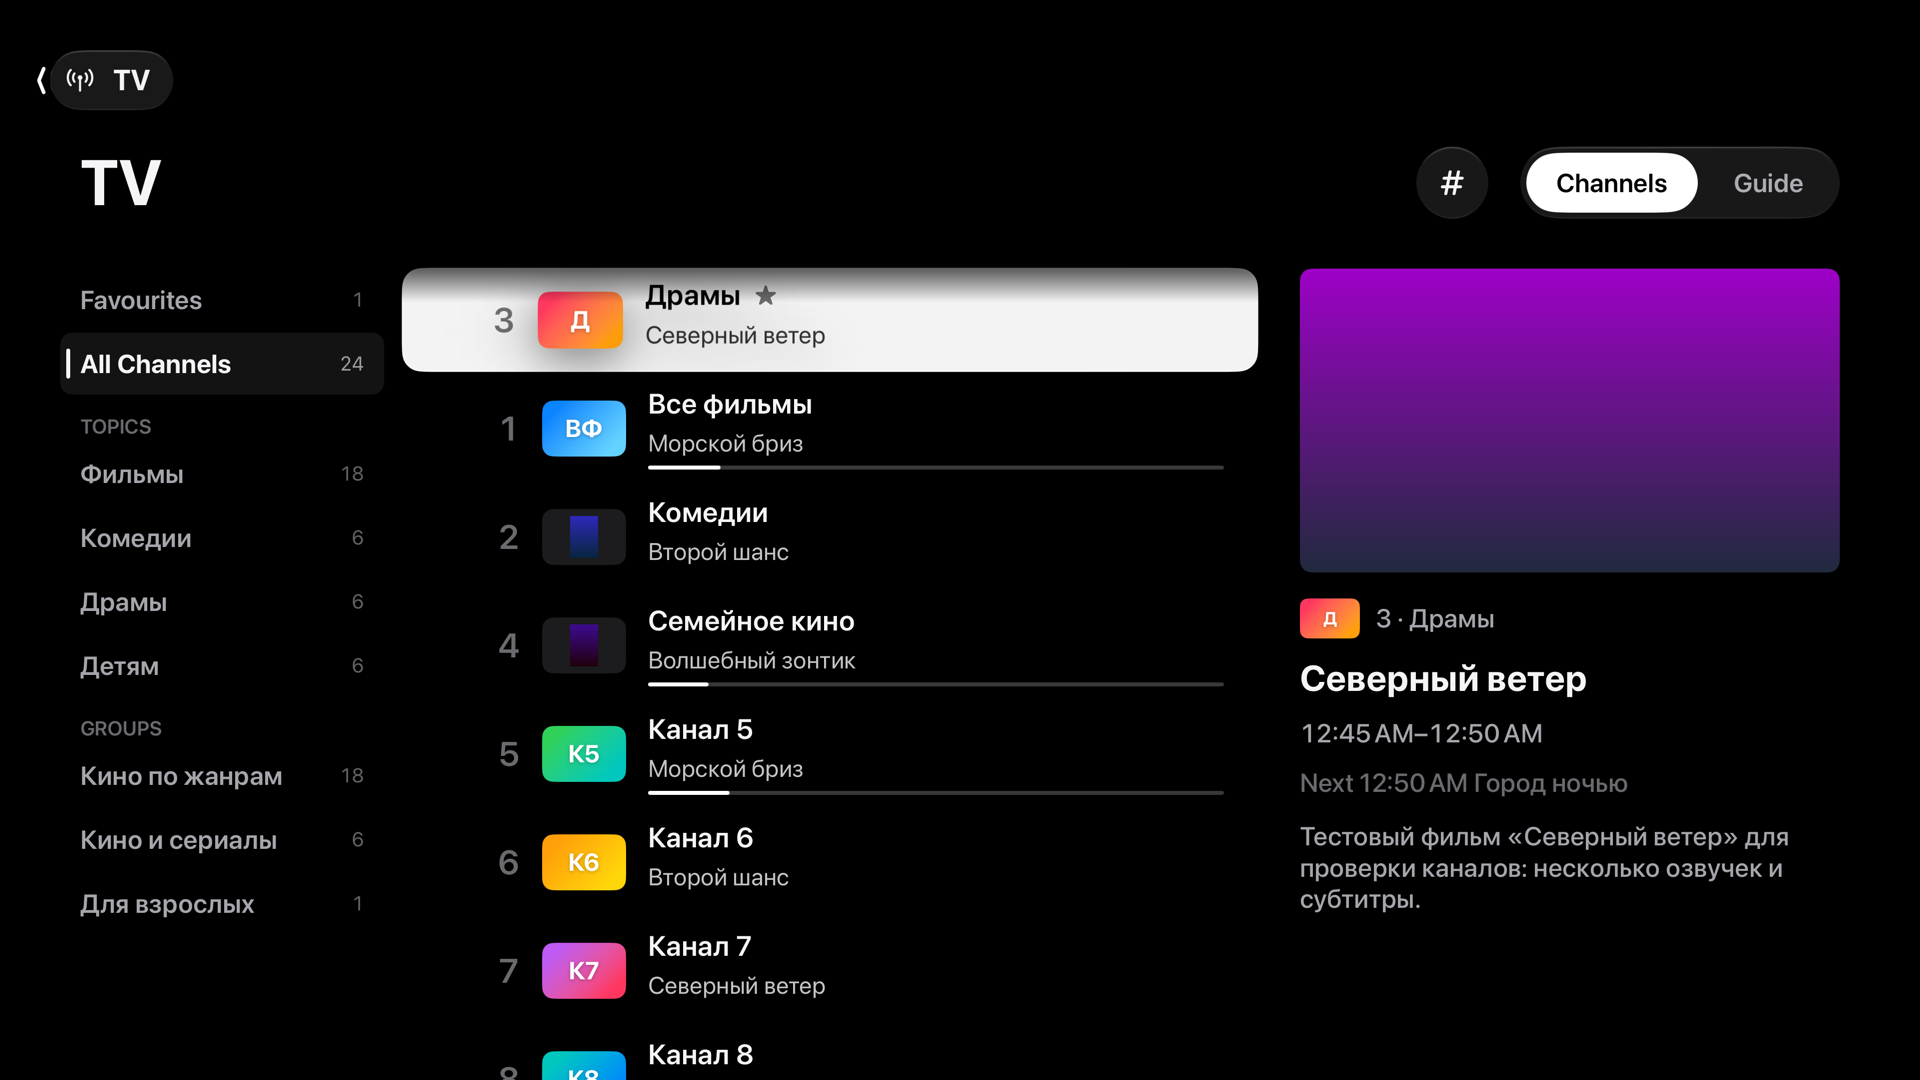 TV
TV
#
Channels
Guide
Favourites 1
All Channels 24
TOPICS
Фильмы 18
Комедии 6
Драмы 6
Детям 6
GROUPS
Кино по жанрам 18
Кино и сериалы 6
Для взрослых 1
3
Д
Драмы
Северный ветер
1
ВФ
Все фильмы
Морской бриз
2
Комедии
Второй шанс
4
Семейное кино
Волшебный зонтик
5
К5
Канал 5
Морской бриз
6
К6
Канал 6
Второй шанс
7
К7
Канал 7
Северный ветер
8
К8
Канал 8
Д
3 · Драмы
Северный ветер
12:45 AM–12:50 AM
Next 12:50 AM Город ночью
Тестовый фильм «Северный ветер» для
проверки каналов: несколько озвучек и
субтитры.